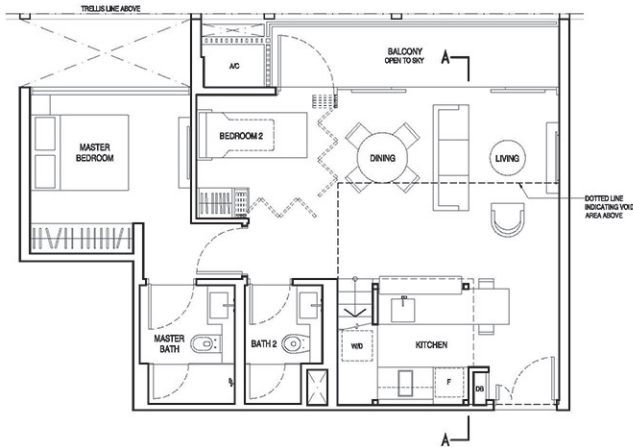 TRELLIS LINE ABOVE
A/C
BALCONY
OPEN TO SKY
A
MASTER
BEDROOM
BEDROOM 2
DINING
LIVING
DOTTED LINE
INDICATING VOID
AREA ABOVE
MASTER
BATH
BATH 2
W/D
KITCHEN
F
DB
A